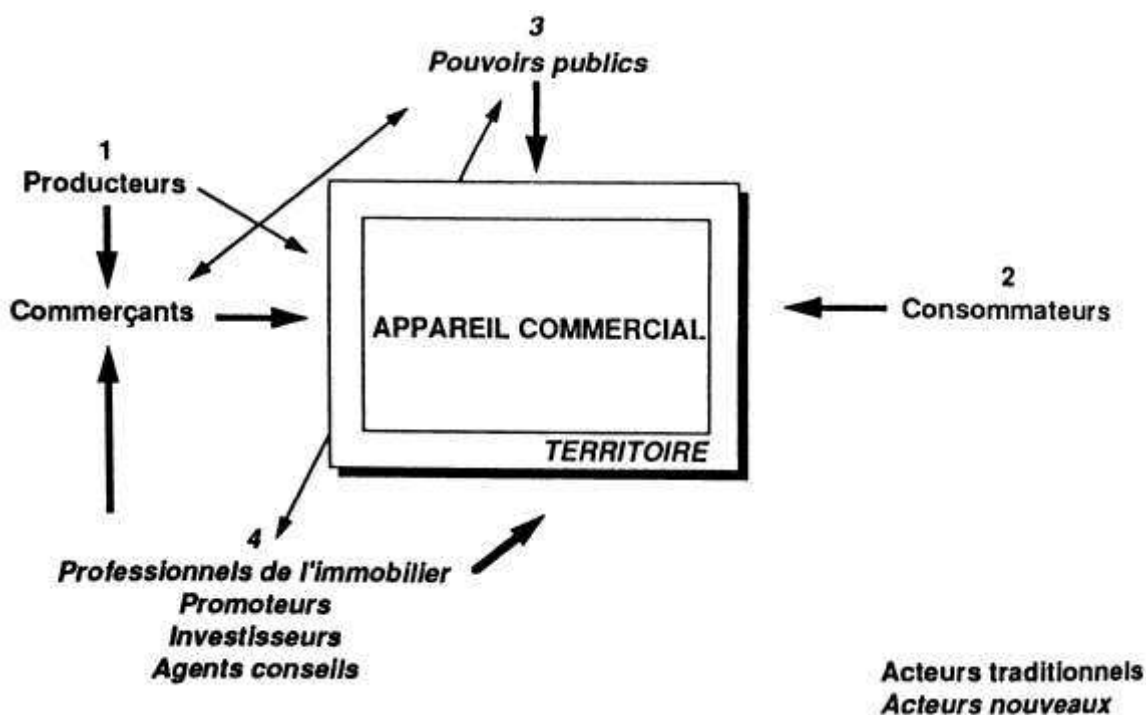 3
Pouvoirs publics
1
Producteurs
Commerçants
APPAREIL COMMERCIAL
TERRITOIRE
2
Consommateurs
4
Professionnels de l'immobilier
Promoteurs
Investisseurs
Agents conseils
Acteurs traditionnels
Acteurs nouveaux